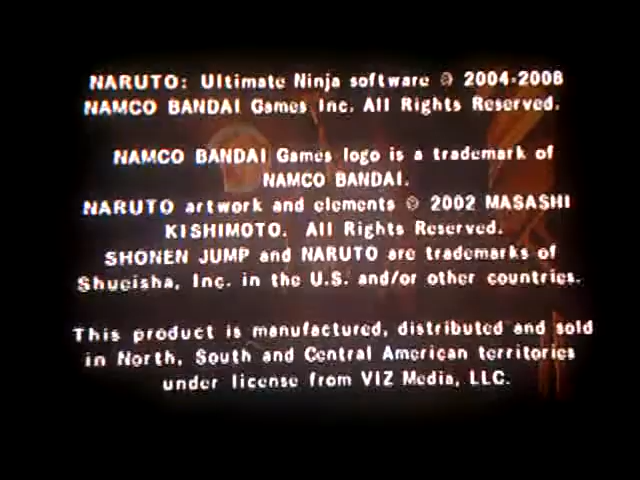 NARUTO: Ultimate Ninja software © 2004-2008
NAMCO BANDAI Games Inc. All Rights Reserved.
NAMCO BANDAI Games logo is a trademark of
NAMCO BANDAI.
NARUTO artwork and elements © 2002 MASASHI
KISHIMOTO. All Rights Reserved.
SHONEN JUMP and NARUTO are trademarks of
Shueisha, Inc. in the U.S. and/or other countries.
This product is manufactured, distributed and sold
in North, South and Central American territories
under license from VIZ Media, LLC.